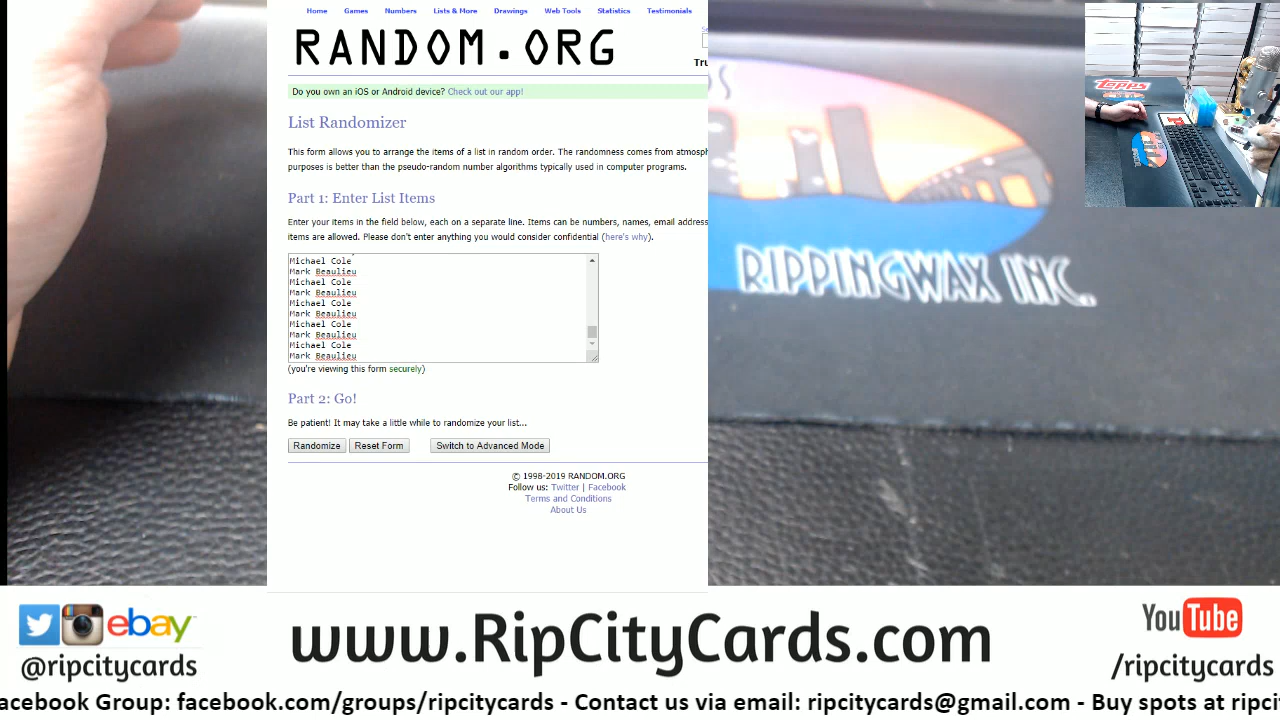 Home Games Numbers Lists & More Drawings Web Tools Statistics Testimonials
RANDOM.ORG
Do you own an iOS or Android device? Check out our app!
List Randomizer
This form allows you to arrange the items of a list in random order. The randomness comes from
purposes is better than the pseudo-random number algorithms typically used in computer programs.
Part 1: Enter List Items
Enter your items in the field below, each on a separate line. Items can be numbers, names, email
items are allowed. Please don't enter anything you would consider confidential (here's why).
Michael Cole
Mark Beaulieu
Michael Cole
Mark Beaulieu
Michael Cole
Mark Beaulieu
Michael Cole
Mark Beaulieu
Michael Cole
Mark Beaulieu
(you're viewing this form securely)
Part 2: Go!
Be patient! It may take a little while to randomize your list...
Randomize Reset Form Switch to Advanced Mode
© 1998-2019 RANDOM.ORG
Follow us: Twitter | Facebook
Terms and Conditions
About Us
RIPPINGWAX INC.
Topps
ebay
@ripcitycards
www.RipCityCards.com
YouTube
/ripcitycards
acebook Group: facebook.com/groups/ripcitycards - Contact us via email: ripcitycards@gmail.com - Buy spots at ripci